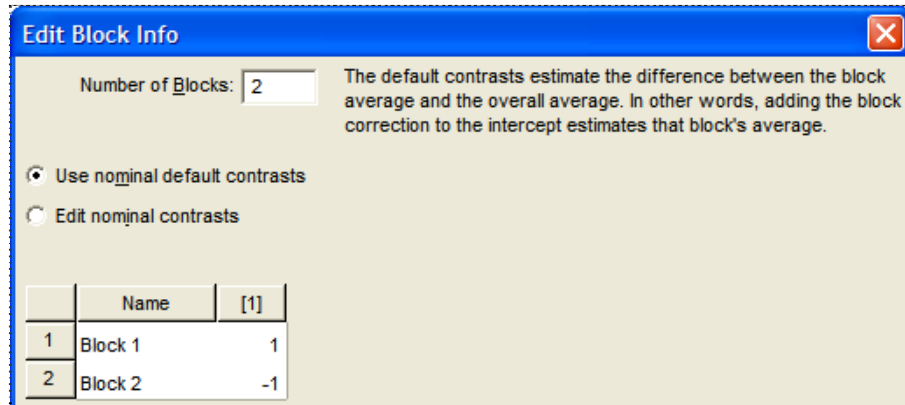 Edit Block Info
Number of Blocks: 2
The default contrasts estimate the difference between the block
average and the overall average. In other words, adding the block
correction to the intercept estimates that block's average.
Use nominal default contrasts
Edit nominal contrasts
Name [1]
1 Block 1 1
2 Block 2 -1